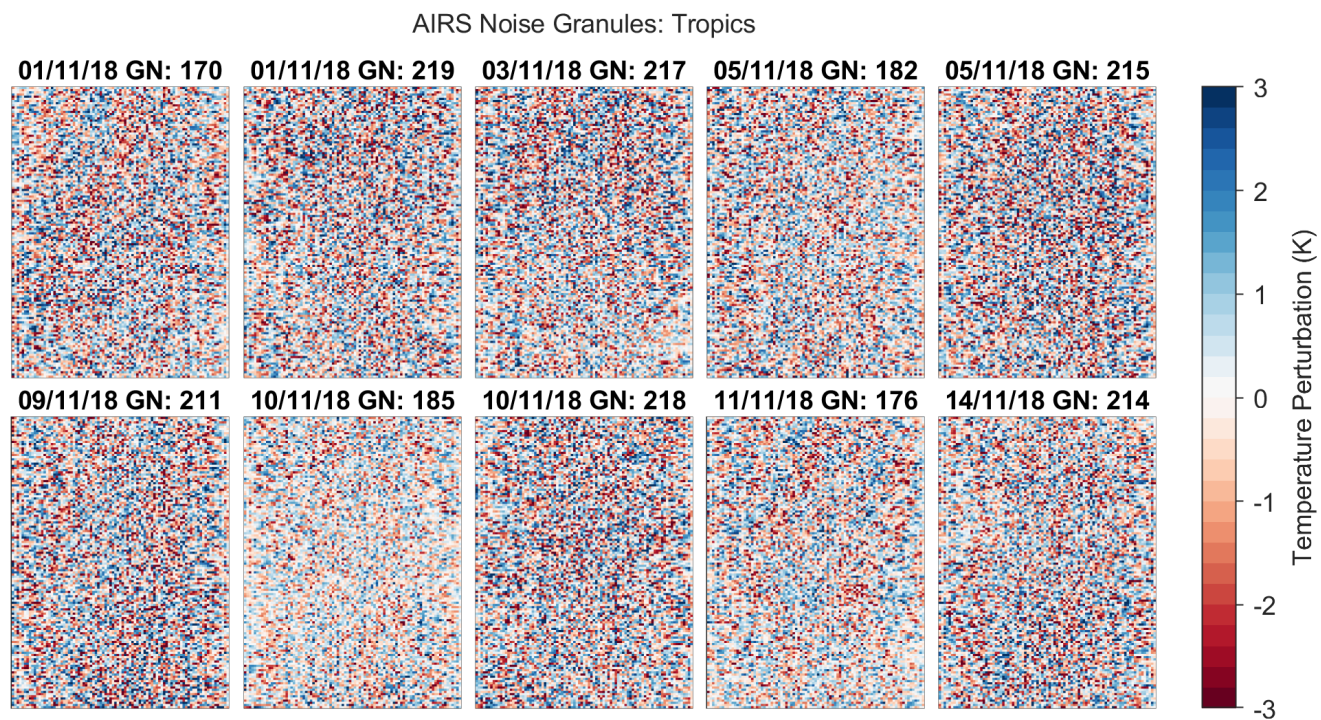 AIRS Noise Granules: Tropics
01/11/18 GN: 170
01/11/18 GN: 219
03/11/18 GN: 217
05/11/18 GN: 182
05/11/18 GN: 215
09/11/18 GN: 211
10/11/18 GN: 185
10/11/18 GN: 218
11/11/18 GN: 176
14/11/18 GN: 214
3
2
1
0
-1
-2
-3
Temperature Perturbation (K)